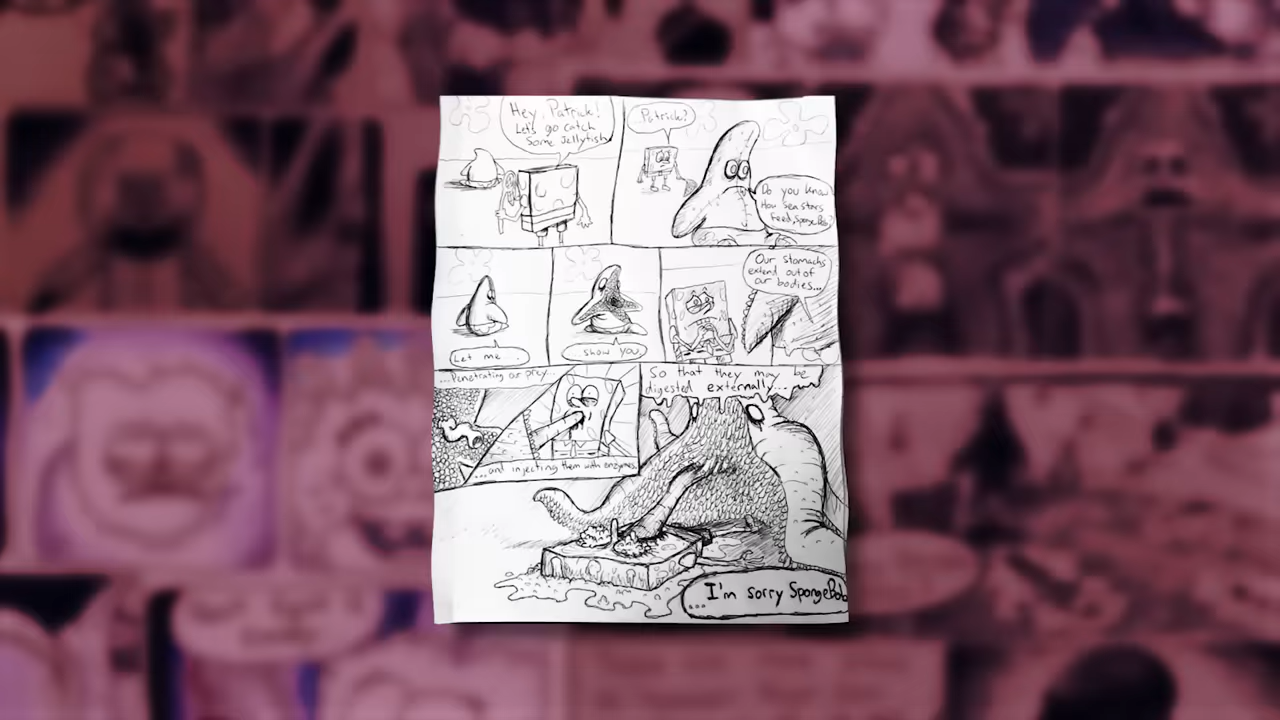 Hey, Patrick!
Let's go catch
Some Jellyfish
Patrick?
Do you know
How sea stars
Feed, SpongeBob?
Let me...
...show you.
Our stomachs
extend out of
our bodies...
...Penetrating our prey...
...and injecting them with enzymes
So that they may be
digested externally...
...I'm sorry SpongeBob